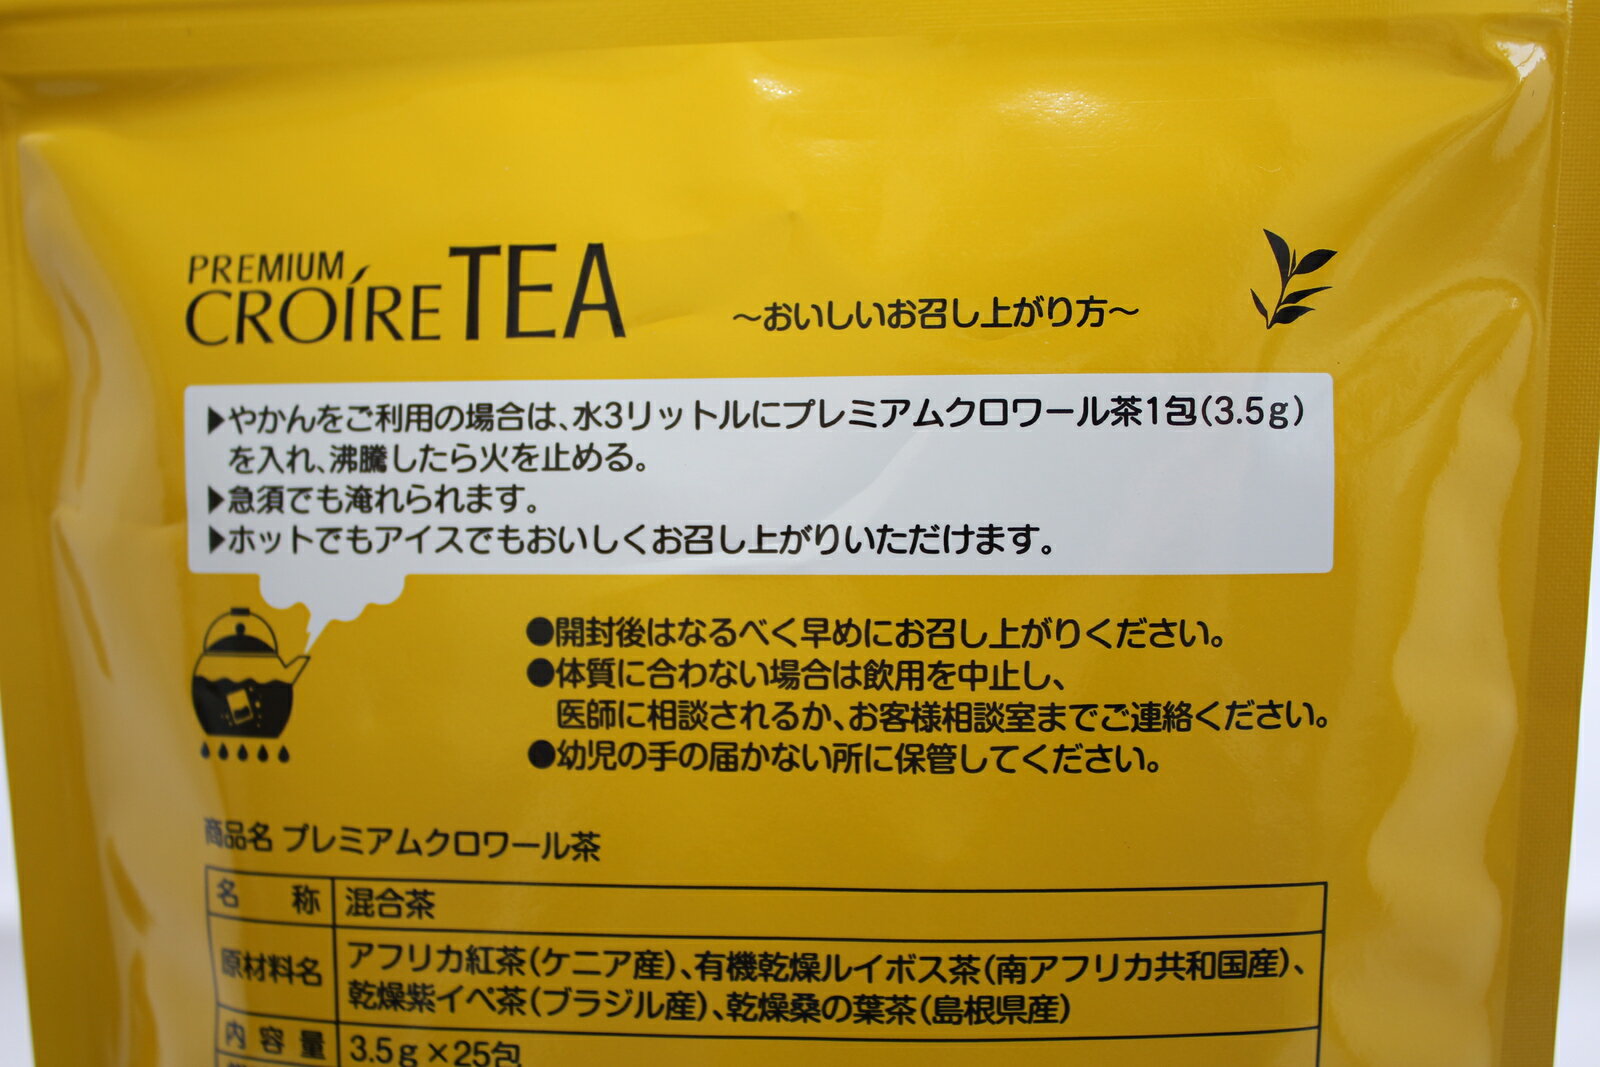 PREMIUM
CROÍRE TEA
～おいしいお召し上がり方～
▶やかんをご利用の場合は、水3リットルにプレミアムクロワール茶1包(3.5g)
を入れ、沸騰したら火を止める。
▶急須でも淹れられます。
▶ホットでもアイスでもおいしくお召し上がりいただけます。
●開封後はなるべく早めにお召し上がりください。
●体質に合わない場合は飲用を中止し、
医師に相談されるか、お客様相談室までご連絡ください。
●幼児の手の届かない所に保管してください。
商品名 プレミアムクロワール茶
名称 混合茶
原材料名 アフリカ紅茶(ケニア産)、有機乾燥ルイボス茶(南アフリカ共和国産)、
乾燥紫イペ茶(ブラジル産)、乾燥桑の葉茶(島根県産)
内容量 3.5g×25包